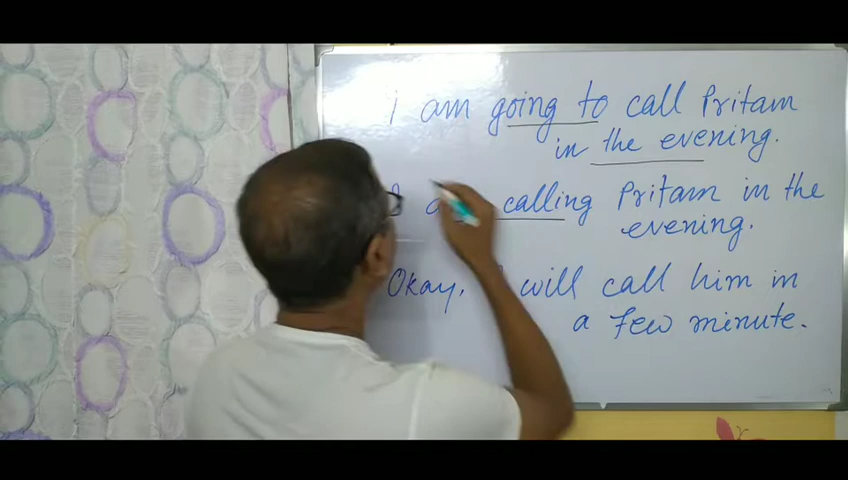 I am going to call Pritam
in the evening.
calling Pritam in the
evening.
Okay, will call him in
a few minute.